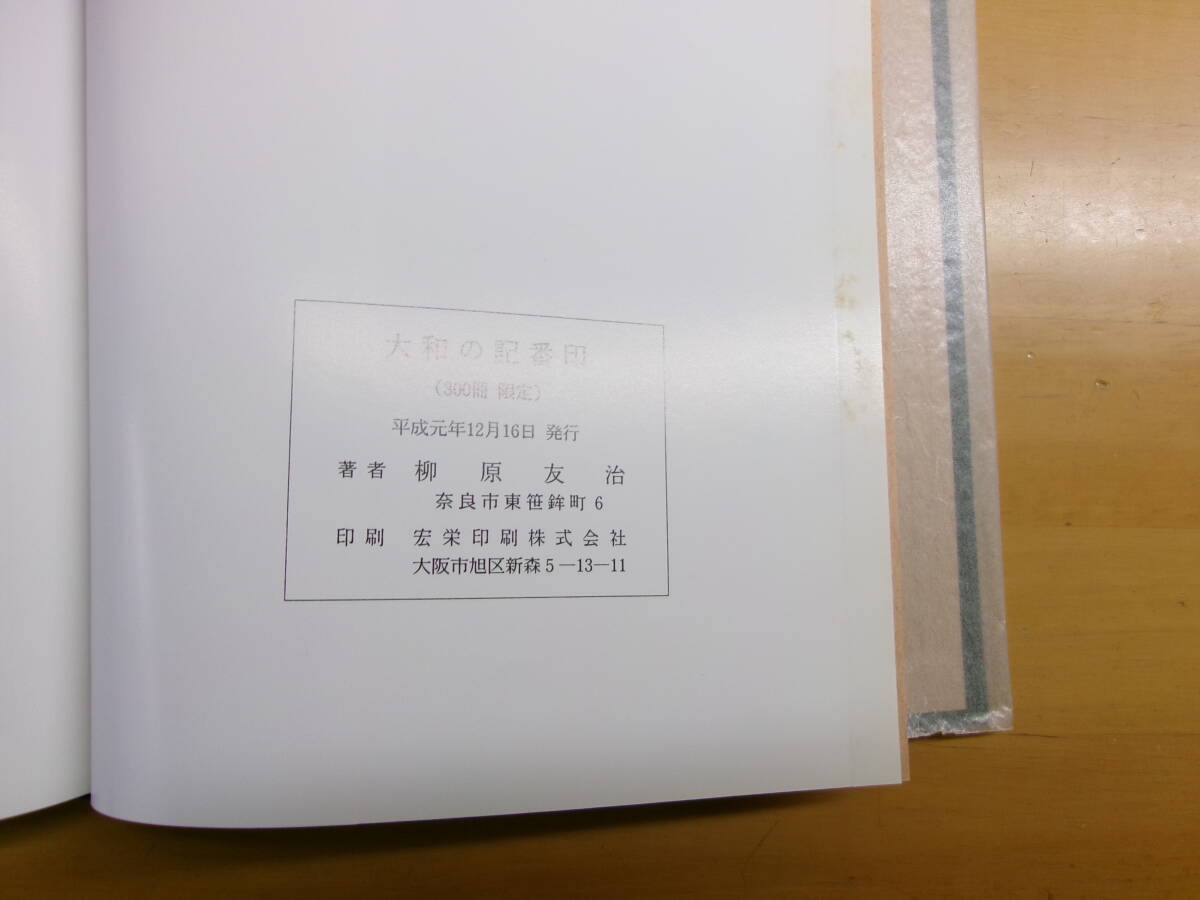 大和の記番印
(300冊 限定)
平成元年12月16日 発行
著者 柳原友治
奈良市東笹鉾町6
印刷 宏栄印刷株式会社
大阪市旭区新森5―13―11